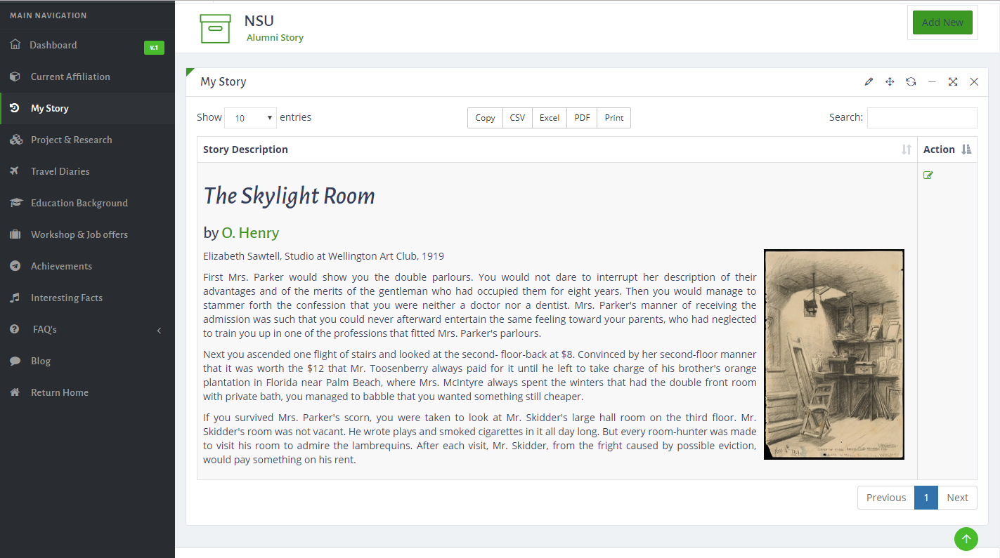 MAIN NAVIGATION
Dashboard
v.1
Current Affiliation
My Story
Project & Research
Travel Diaries
Education Background
Workshop & Job offers
Achievements
Interesting Facts
FAQ's
Blog
Return Home
NSU
Alumni Story
Add New
My Story
Show 10 entries
Copy CSV Excel PDF Print
Search:
Story Description
Action
The Skylight Room
by O. Henry
Elizabeth Sawtell, Studio at Wellington Art Club, 1919
First Mrs. Parker would show you the double parlours. You would not dare to interrupt her description of their
advantages and of the merits of the gentleman who had occupied them for eight years. Then you would manage to
stammer forth the confession that you were neither a doctor nor a dentist. Mrs. Parker's manner of receiving the
admission was such that you could never afterward entertain the same feeling toward your parents, who had neglected
to train you up in one of the professions that fitted Mrs. Parker's parlours.
Next you ascended one flight of stairs and looked at the second- floor-back at $8. Convinced by her second-floor manner
that it was worth the $12 that Mr. Toosenberry always paid for it until he left to take charge of his brother's orange
plantation in Florida near Palm Beach, where Mrs. McIntyre always spent the winters that had the double front room
with private bath, you managed to babble that you wanted something still cheaper.
If you survived Mrs. Parker's scorn, you were taken to look at Mr. Skidder's large hall room on the third floor. Mr.
Skidder's room was not vacant. He wrote plays and smoked cigarettes in it all day long. But every room-hunter was made
to visit his room to admire the lambrequins. After each visit, Mr. Skidder, from the fright caused by possible eviction,
would pay something on his rent.
Previous 1 Next